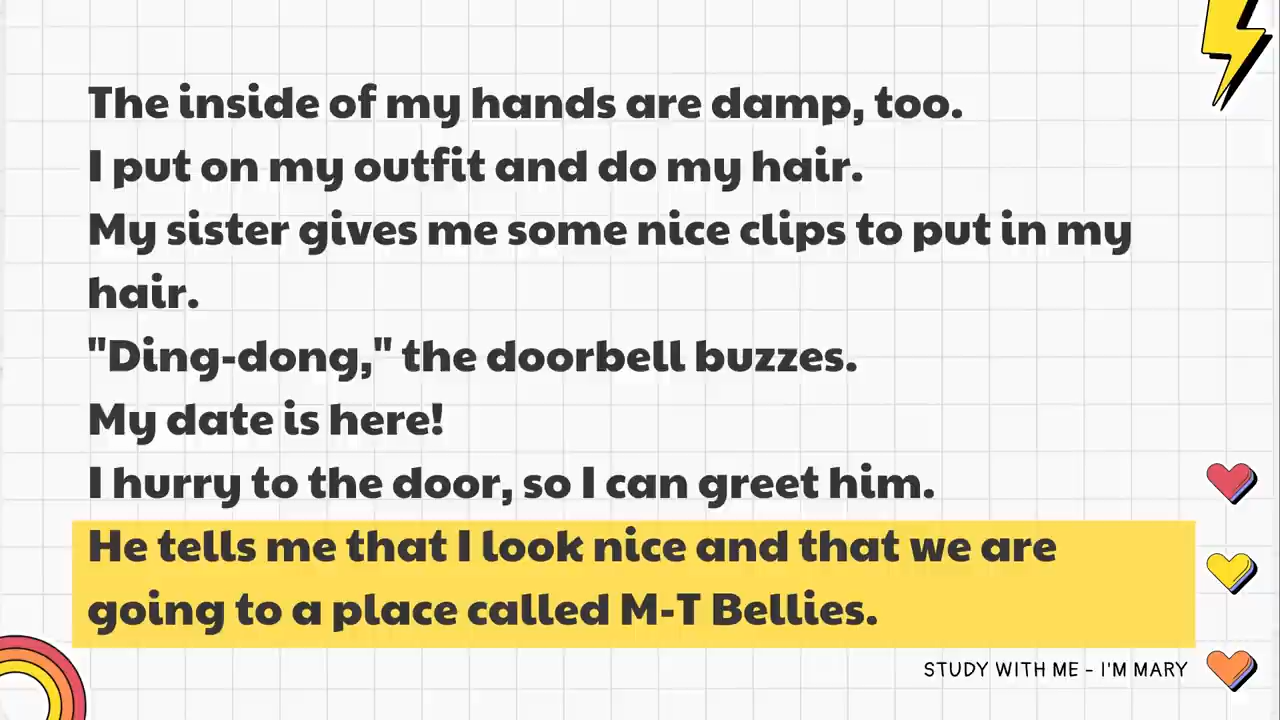 The inside of my hands are damp, too.
I put on my outfit and do my hair.
My sister gives me some nice clips to put in my
hair.
"Ding-dong," the doorbell buzzes.
My date is here!
I hurry to the door, so I can greet him.
He tells me that I look nice and that we are
going to a place called M-T Bellies.
STUDY WITH ME - I'M MARY